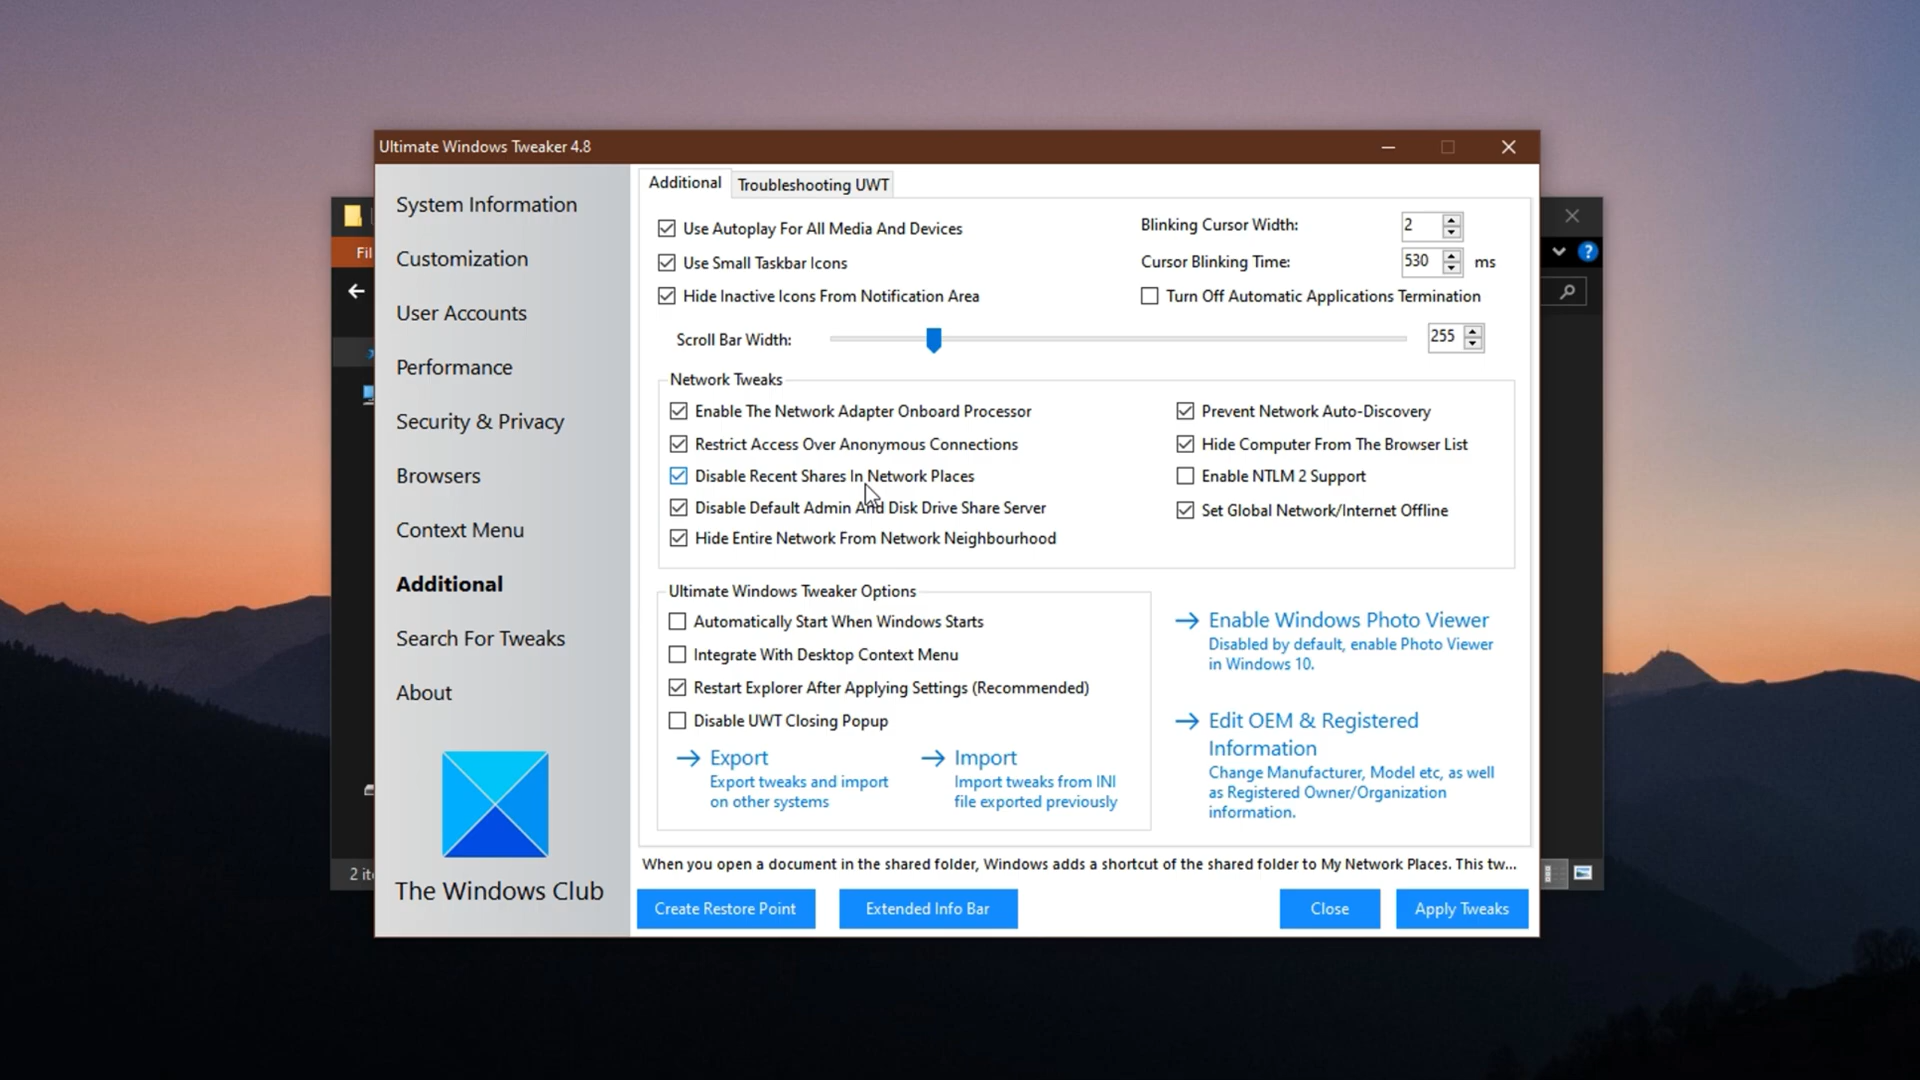 Ultimate Windows Tweaker 4.8
System Information
Customization
User Accounts
Performance
Security & Privacy
Browsers
Context Menu
Additional
Search For Tweaks
About
The Windows Club
Additional
Troubleshooting UWT
Use Autoplay For All Media And Devices
Use Small Taskbar Icons
Hide Inactive Icons From Notification Area
Blinking Cursor Width:
2
Cursor Blinking Time:
530
ms
Turn Off Automatic Applications Termination
Scroll Bar Width:
255
Network Tweaks
Enable The Network Adapter Onboard Processor
Restrict Access Over Anonymous Connections
Disable Recent Shares In Network Places
Disable Default Admin And Disk Drive Share Server
Hide Entire Network From Network Neighbourhood
Prevent Network Auto-Discovery
Hide Computer From The Browser List
Enable NTLM 2 Support
Set Global Network/Internet Offline
Ultimate Windows Tweaker Options
Automatically Start When Windows Starts
Integrate With Desktop Context Menu
Restart Explorer After Applying Settings (Recommended)
Disable UWT Closing Popup
Export
Export tweaks and import
on other systems
Import
Import tweaks from INI
file exported previously
Enable Windows Photo Viewer
Disabled by default, enable Photo Viewer
in Windows 10.
Edit OEM & Registered
Information
Change Manufacturer, Model etc, as well
as Registered Owner/Organization
information.
When you open a document in the shared folder, Windows adds a shortcut of the shared folder to My Network Places. This tw...
Create Restore Point
Extended Info Bar
Close
Apply Tweaks
Fil
2 it
?